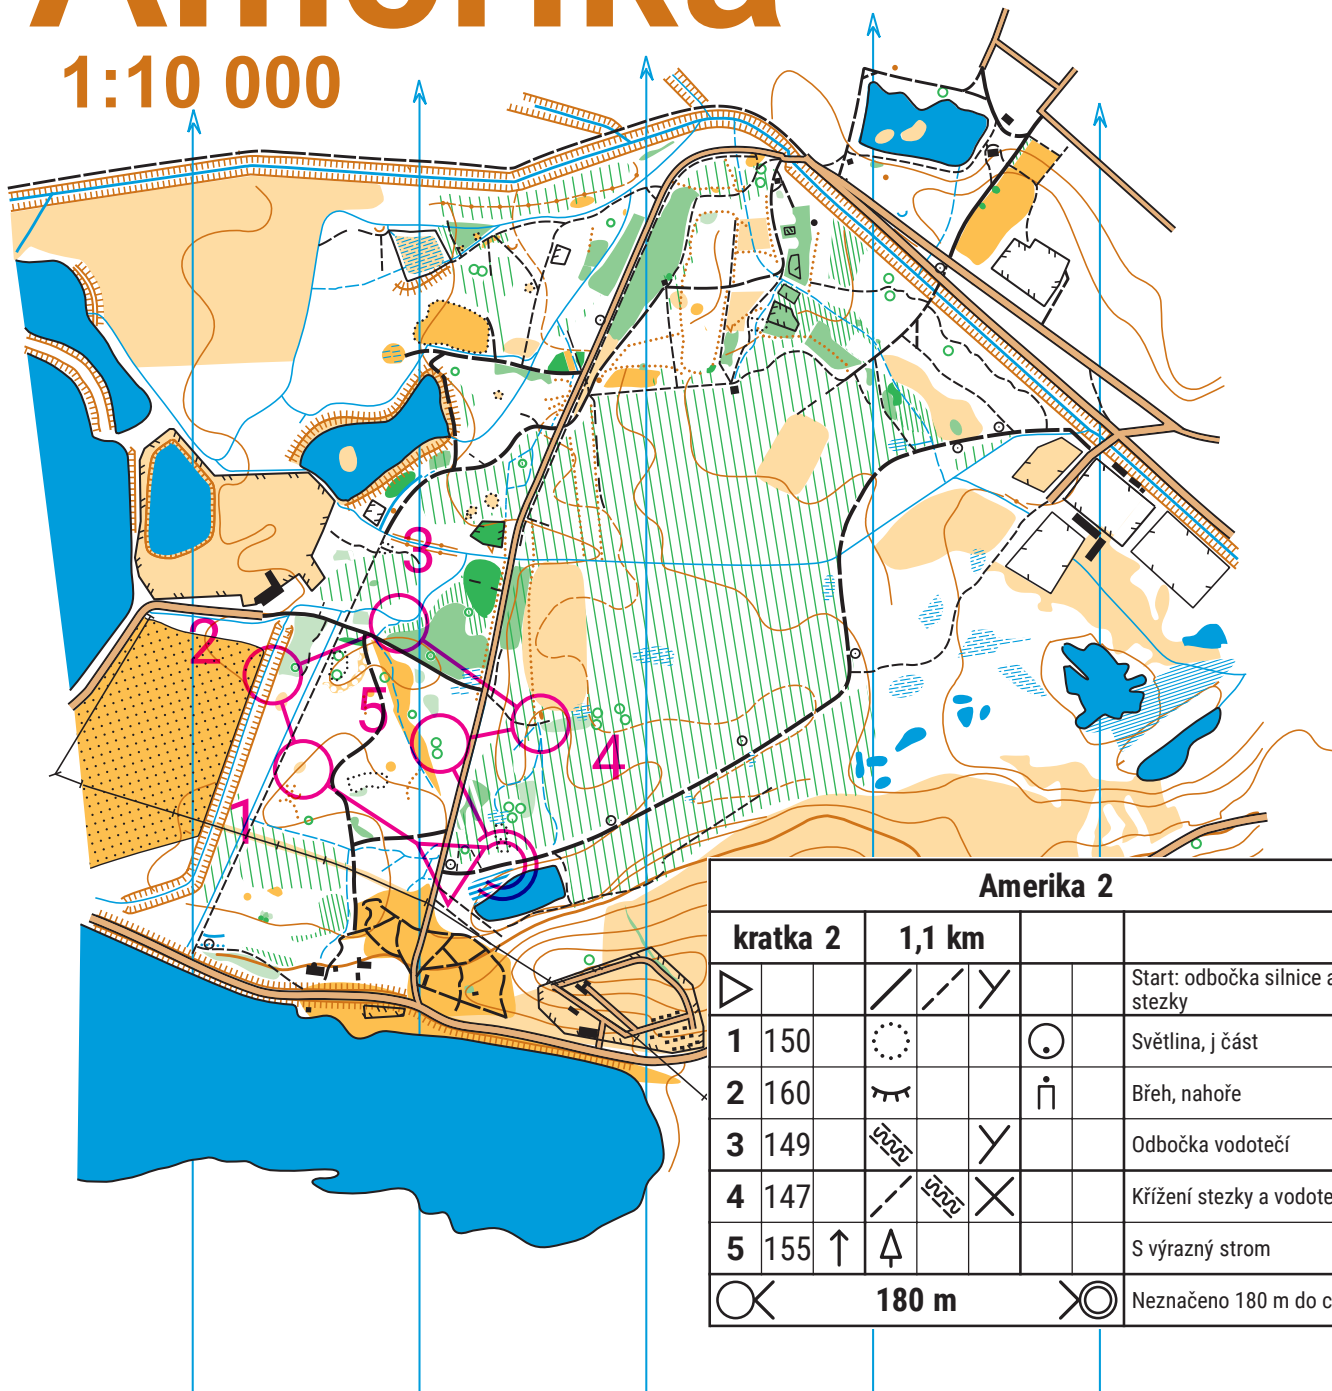 Amerika
1:10 000
3
2
5
4
1
Amerika 2
kratka 2 1,1 km
Start: odbočka silnice a
stezky
1 150 Světlina, j část
2 160 Břeh, nahoře
3 149 Odbočka vodotečí
4 147 Křížení stezky a vodote
5 155 S výrazný strom
180 m Neznačeno 180 m do c